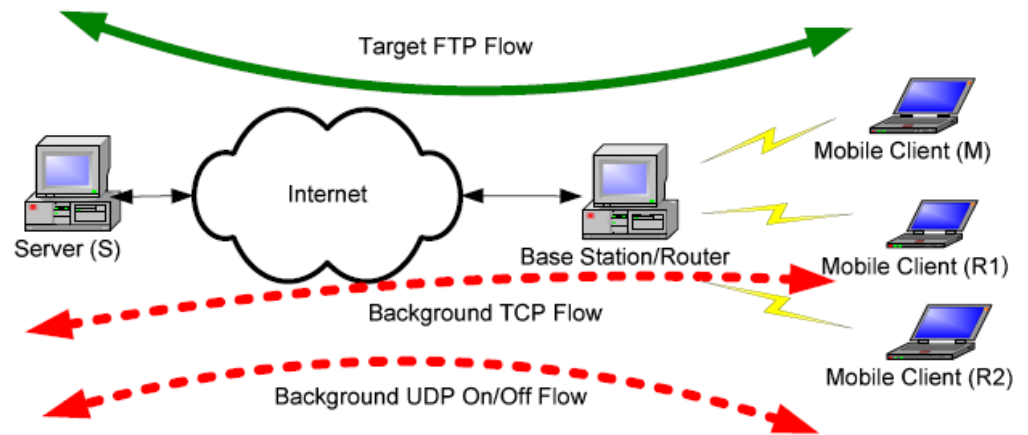 Target FTP Flow
Mobile Client (M)
Internet
Server (S)
Base Station/Router
Mobile Client (R1)
Background TCP Flow
Mobile Client (R2)
Background UDP On/Off Flow